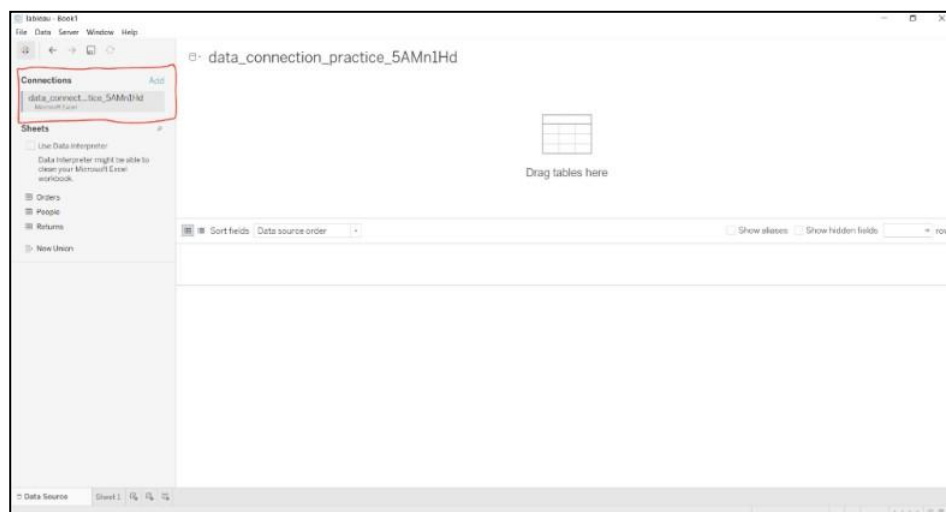 Tableau - Book1
File Data Server Window Help
data_connection_practice_5AMn1Hd
Connections Add
data_connect...tice_5AMn1Hd
Microsoft Excel
Sheets
Use Data Interpreter
Data Interpreter might be able to
clean your Microsoft Excel
workbook.
Orders
People
Returns
New Union
Drag tables here
Sort fields Data source order
Show aliases Show hidden fields
Data Source Sheet 1